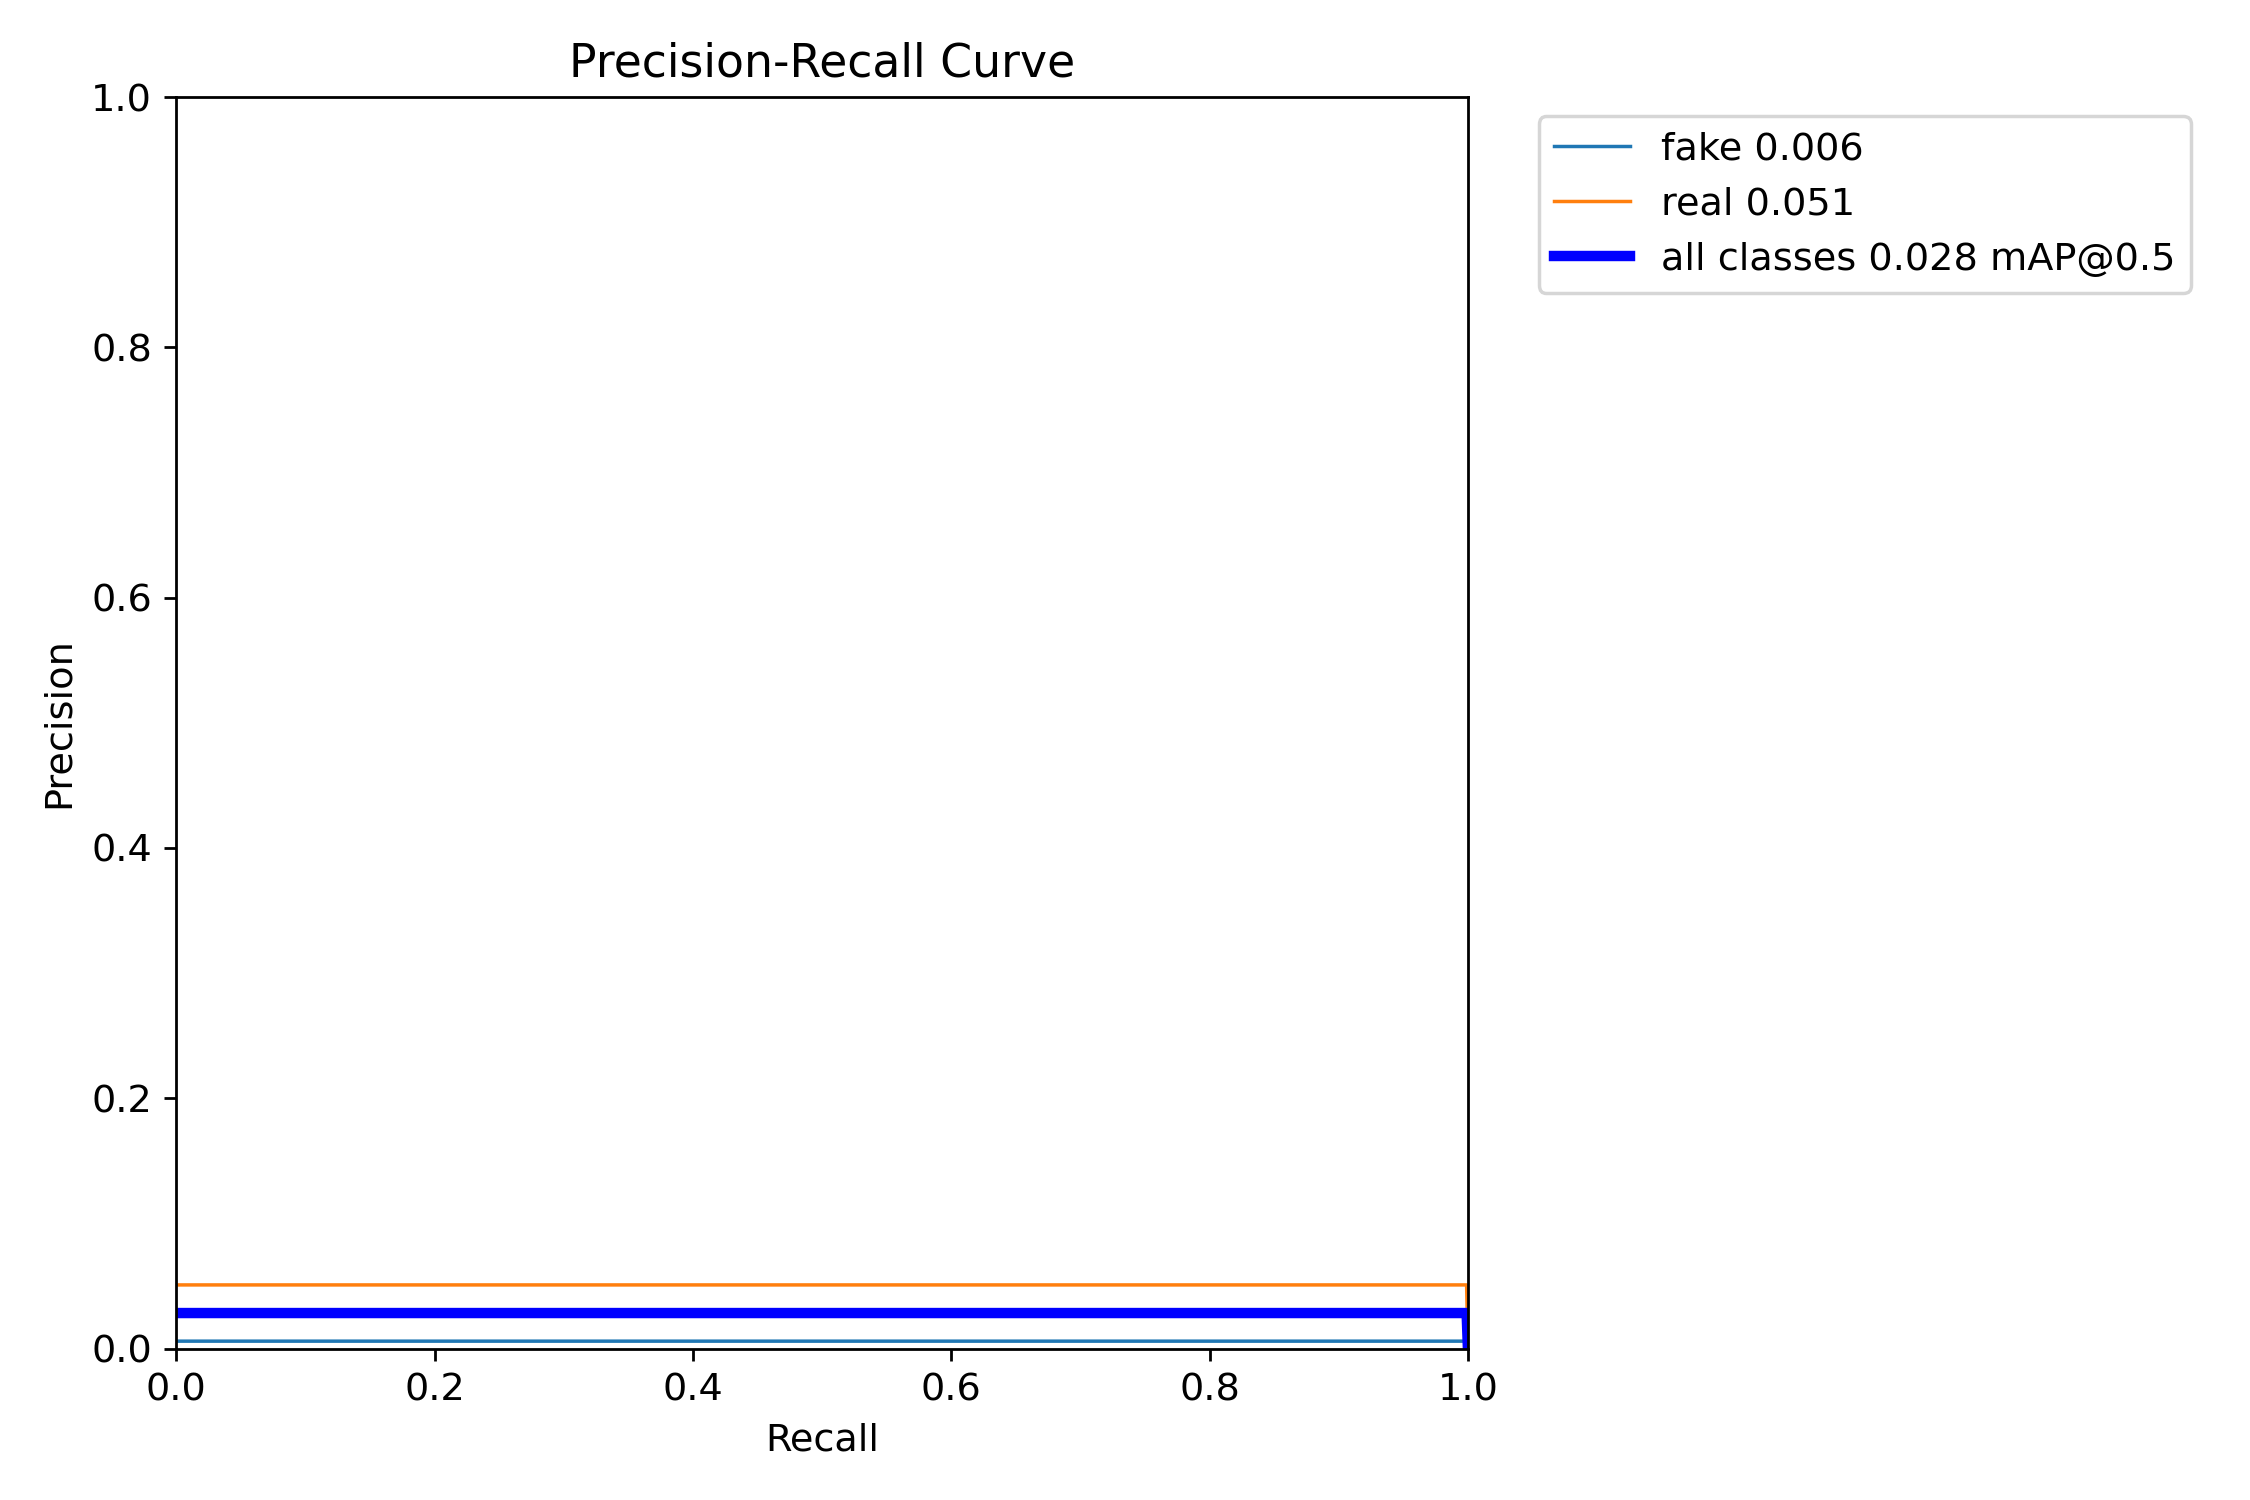 Precision-Recall Curve
1.0
0.8
0.6
0.4
0.2
0.0
Precision
0.0 0.2 0.4 0.6 0.8 1.0
Recall
fake 0.006
real 0.051
all classes 0.028 mAP@0.5